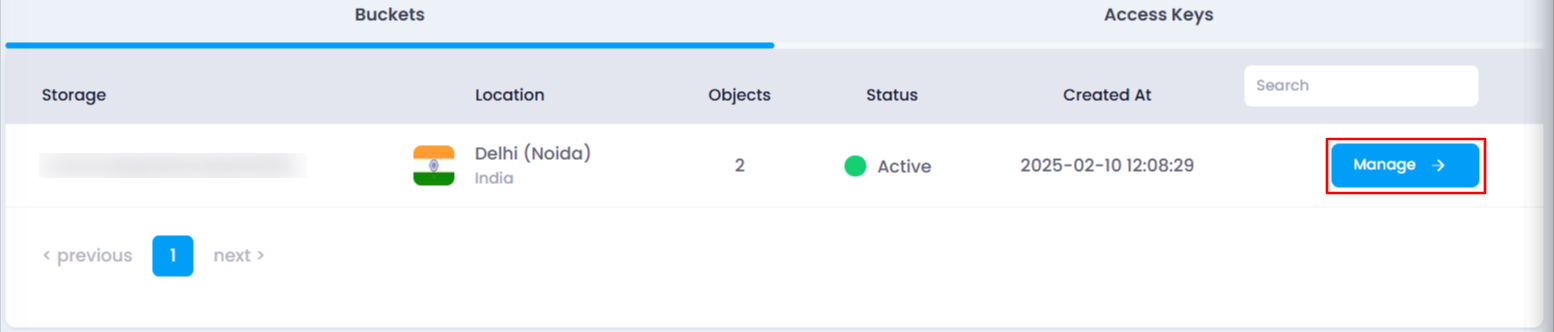 Buckets Access Keys
Storage Location Objects Status Created At Search
Delhi (Noida)
India
2 Active 2025-02-10 12:08:29 Manage →
< previous 1 next >